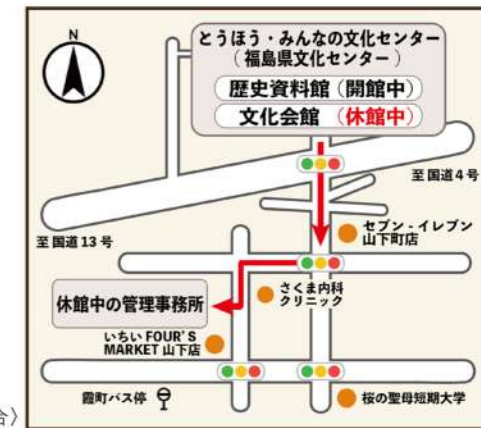 N
とうほう・みんなの文化センター
（福島県文化センター）
歴史資料館（開館中）
文化会館（休館中）
至国道4号
至国道13号
セブン-イレブン
山下町店
さくま内科
クリニック
休館中の管理事務所
いちいFOUR'S
MARKET 山下店
霞町バス停
桜の聖母短期大学
合〉